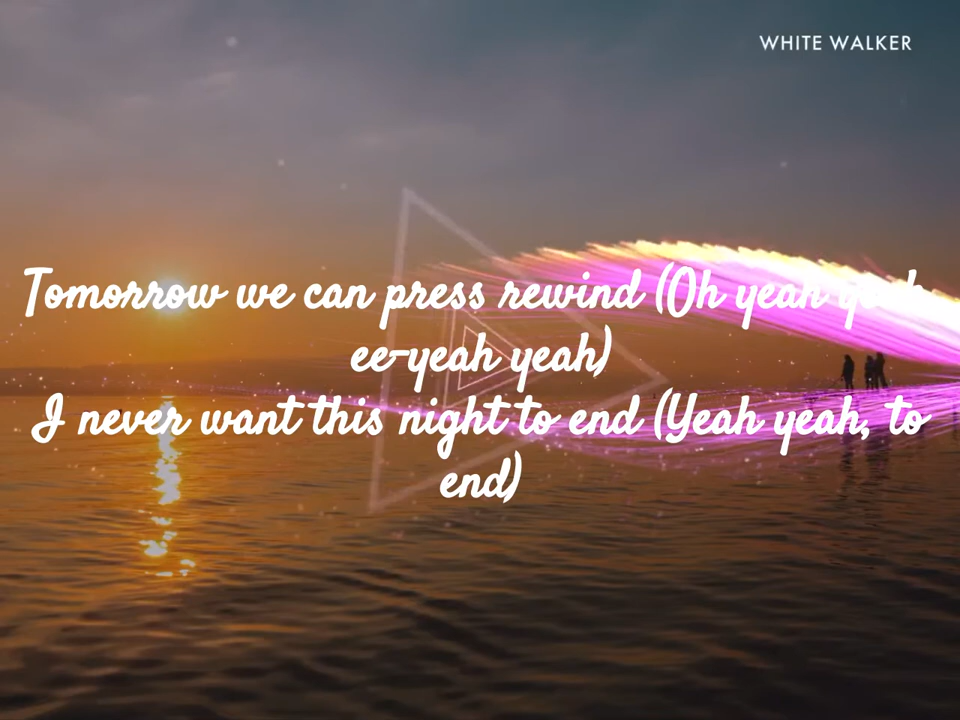 WHITE WALKER
Tomorrow we can press rewind (Oh yeah yeah
ee-yeah yeah)
I never want this night to end (Yeah yeah, to
end)